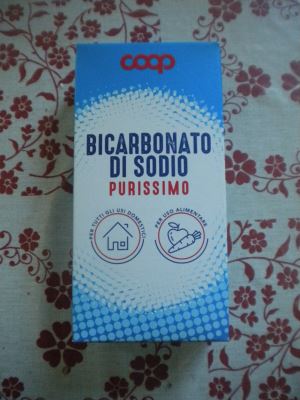 coop
BICARBONATO
DI SODIO
PURISSIMO
PER TUTTI GLI USI DOMESTICI
PER USO ALIMENTARE